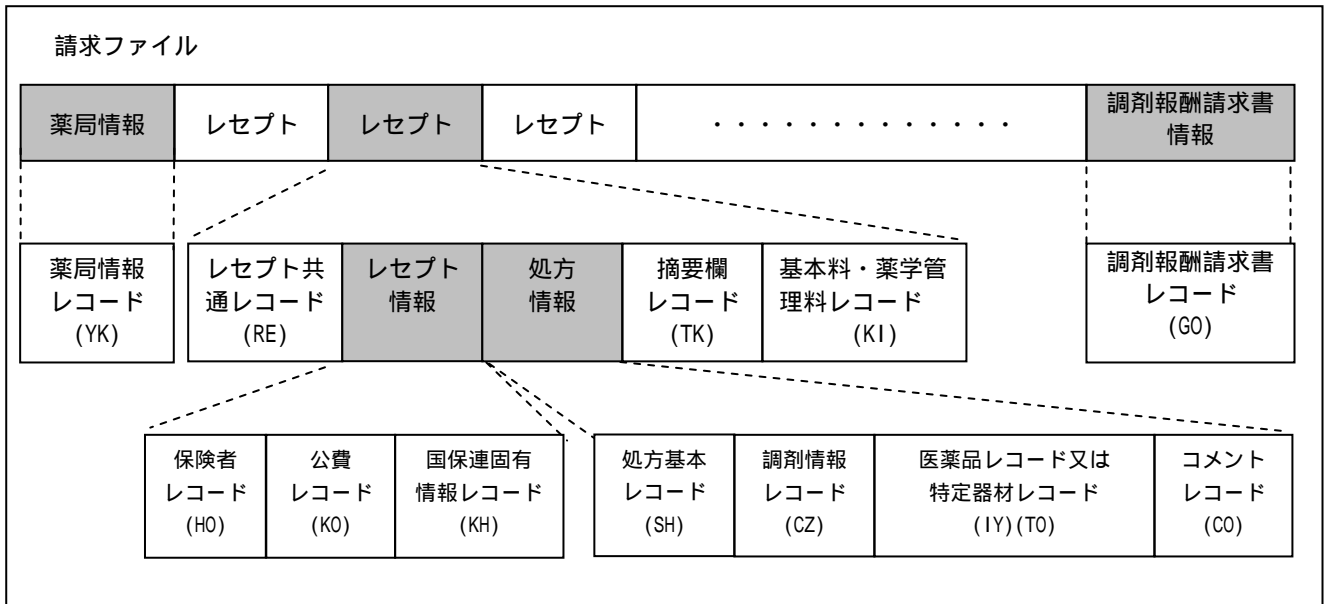 請求ファイル
薬局情報
レセプト
レセプト
レセプト
・・・・・・・・・・・・・
調剤報酬請求書
情報
薬局情報
レコード
(YK)
レセプト共
通レコード
(RE)
レセプト
情報
処方
情報
摘要欄
レコード
(TK)
基本料・薬学管
理料レコード
(KI)
調剤報酬請求書
レコード
(GO)
保険者
レコード
(HO)
公費
レコード
(KO)
国保連固有
情報レコード
(KH)
処方基本
レコード
(SH)
調剤情報
レコード
(CZ)
医薬品レコード又は
特定器材レコード
(IY)(TO)
コメント
レコード
(CO)